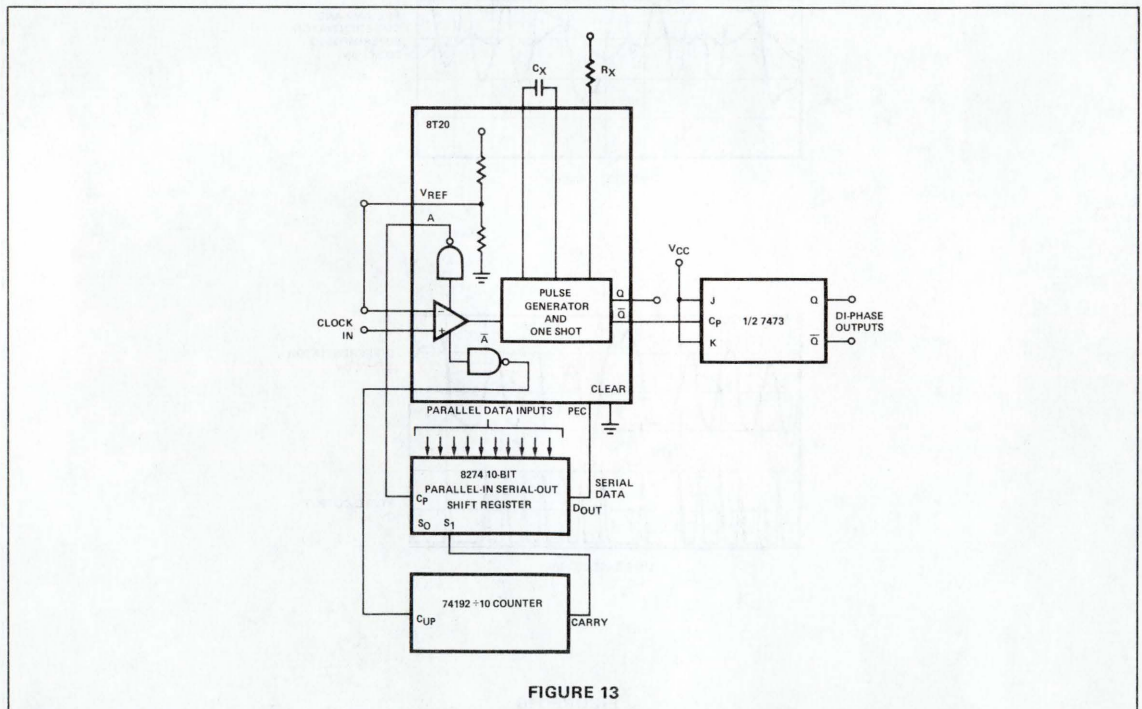 CX
RX
8T20
VREF
A
CLOCK
IN
−
+
A̅
PULSE
GENERATOR
AND
ONE SHOT
Q
Q̅
VCC
J
CP
K
1/2 7473
Q
Q̅
DI-PHASE
OUTPUTS
CLEAR
PARALLEL DATA INPUTS
PEC
8274 10-BIT
PARALLEL-IN SERIAL-OUT
SHIFT REGISTER
CP
S0 S1
SERIAL
DATA
DOUT
74192 ÷10 COUNTER
CUP
CARRY
FIGURE 13